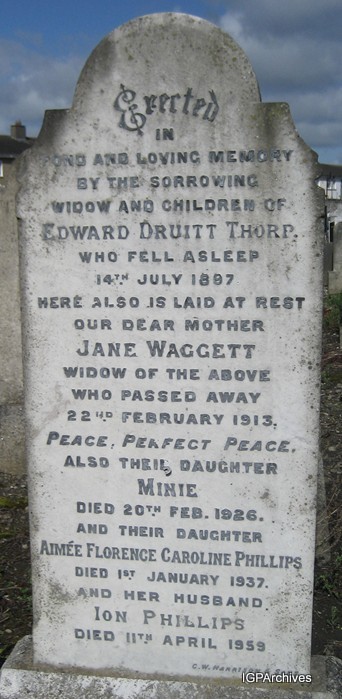 Erected
IN
FOND AND LOVING MEMORY
BY THE SORROWING
WIDOW AND CHILDREN OF
EDWARD DRUITT THORP.
WHO FELL ASLEEP
14TH JULY 1897
HERE ALSO IS LAID AT REST
OUR DEAR MOTHER
JANE WAGGETT
WIDOW OF THE ABOVE
WHO PASSED AWAY
22ND FEBRUARY 1913.
PEACE, PERFECT PEACE.
ALSO THEIR DAUGHTER
MINIE
DIED 20TH FEB. 1926.
AND THEIR DAUGHTER
AIMÉE FLORENCE CAROLINE PHILLIPS
DIED 1ST JANUARY 1937.
AND HER HUSBAND.
ION PHILLIPS
DIED 11TH APRIL 1959
C.W. HARRISON & SONS
IGPArchives